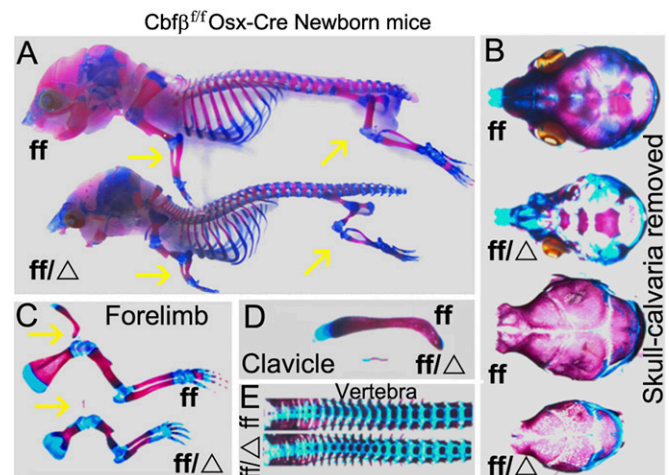 Cbfβf/f Osx-Cre Newborn mice
A
ff
ff/△
B
ff
ff/△
ff
ff/△
Skull-calvaria removed
C
Forelimb
ff
ff/△
D
ff
Clavicle
ff/△
E
Vertebra
ff
ff/△